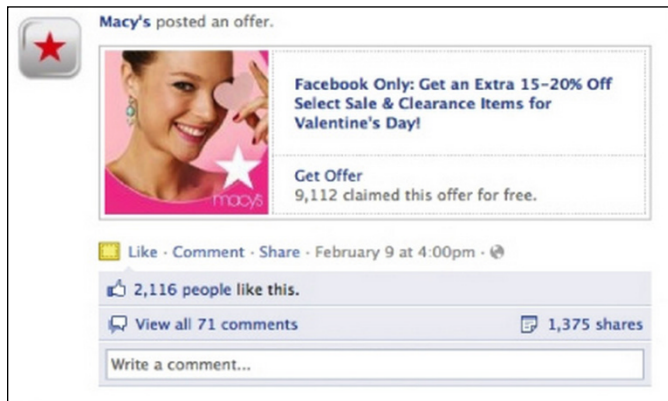 Macy's posted an offer.
Facebook Only: Get an Extra 15–20% Off
Select Sale & Clearance Items for
Valentine's Day!
macy's
Get Offer
9,112 claimed this offer for free.
Like · Comment · Share · February 9 at 4:00pm ·
2,116 people like this.
View all 71 comments 1,375 shares
Write a comment...